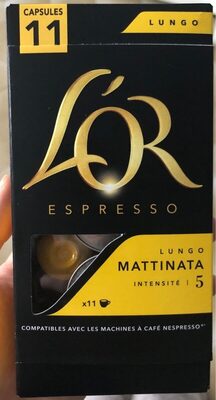 CAPSULES
11
LUNGO
L'OR
ESPRESSO
LUNGO
MATTINATA
INTENSITÉ | 5
x11
COMPATIBLES AVEC LES MACHINES À CAFÉ NESPRESSO*